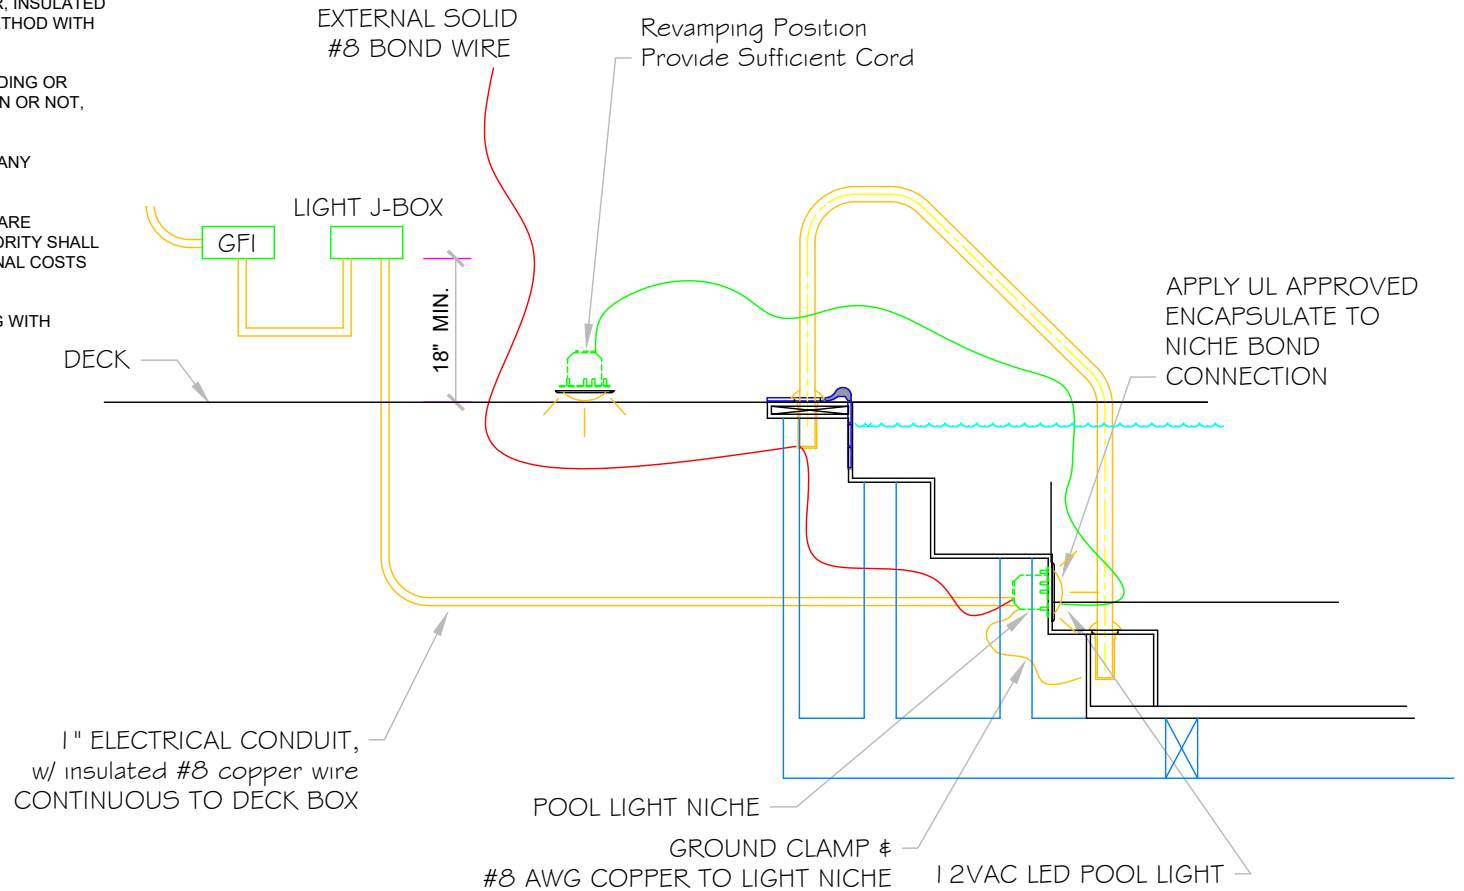 R, INSULATED
ETHOD WITH
DING OR
N OR NOT,
ANY
ARE
ORITY SHALL
NAL COSTS
G WITH
EXTERNAL SOLID
#8 BOND WIRE
Revamping Position
Provide Sufficient Cord
LIGHT J-BOX
GFI
18" MIN.
DECK
APPLY UL APPROVED
ENCAPSULATE TO
NICHE BOND
CONNECTION
1" ELECTRICAL CONDUIT,
w/ insulated #8 copper wire
CONTINUOUS TO DECK BOX
POOL LIGHT NICHE
GROUND CLAMP &
#8 AWG COPPER TO LIGHT NICHE
12VAC LED POOL LIGHT